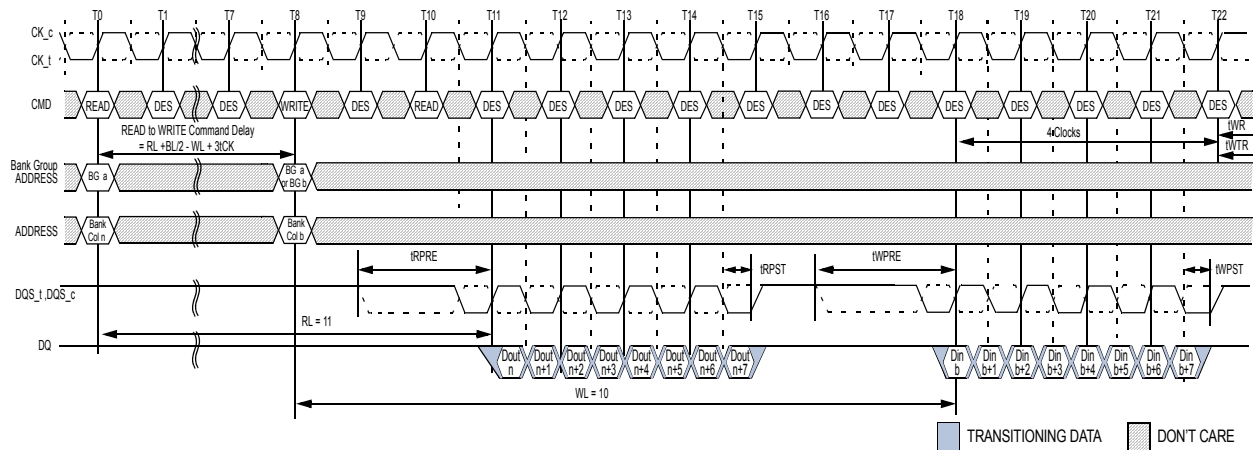 T0 T1 T7 T8 T9 T10 T11 T12 T13 T14 T15 T16 T17 T18 T19 T20 T21 T22
CK_c
CK_t
CMD READ DES DES WRITE DES READ DES DES DES DES DES DES DES DES DES DES DES DES
READ to WRITE Command Delay
= RL +BL/2 - WL + 3tCK
4 Clocks
tWR
tWTR
Bank Group
ADDRESS
BG a
BG a
or BG b
ADDRESS
Bank
Col n
Bank
Col b
tRPRE
tRPST
tWPRE
tWPST
DQS_t ,DQS_c
RL = 11
DQ
Dout
n
Dout
n+1
Dout
n+2
Dout
n+3
Dout
n+4
Dout
n+5
Dout
n+6
Dout
n+7
Din
b
Din
b+1
Din
b+2
Din
b+3
Din
b+4
Din
b+5
Din
b+6
Din
b+7
WL = 10
TRANSITIONING DATA
DON'T CARE